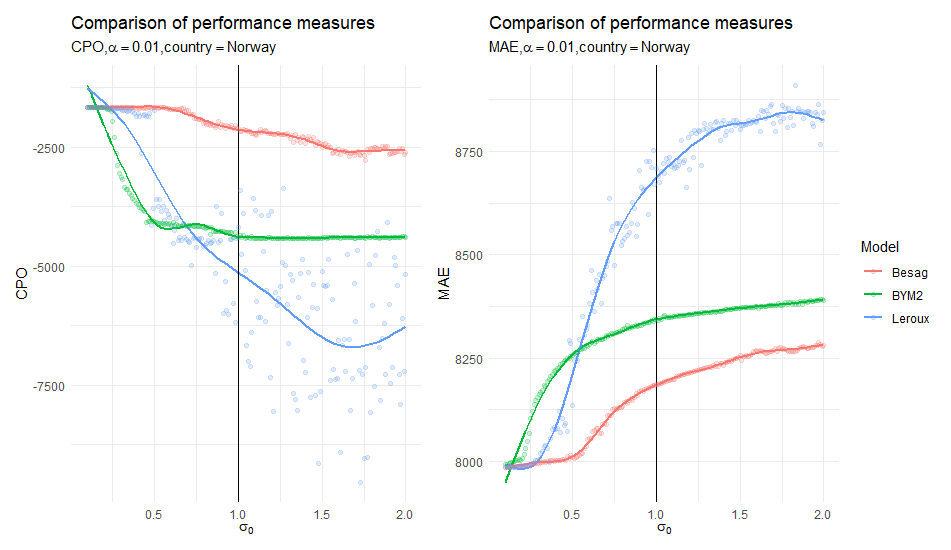 Comparison of performance measures
CPO,α = 0.01,country = Norway
CPO
-2500
-5000
-7500
0.5
1.0
1.5
2.0
σ0
Comparison of performance measures
MAE,α = 0.01,country = Norway
MAE
8750
8500
8250
8000
0.5
1.0
1.5
2.0
σ0
Model
Besag
BYM2
Leroux